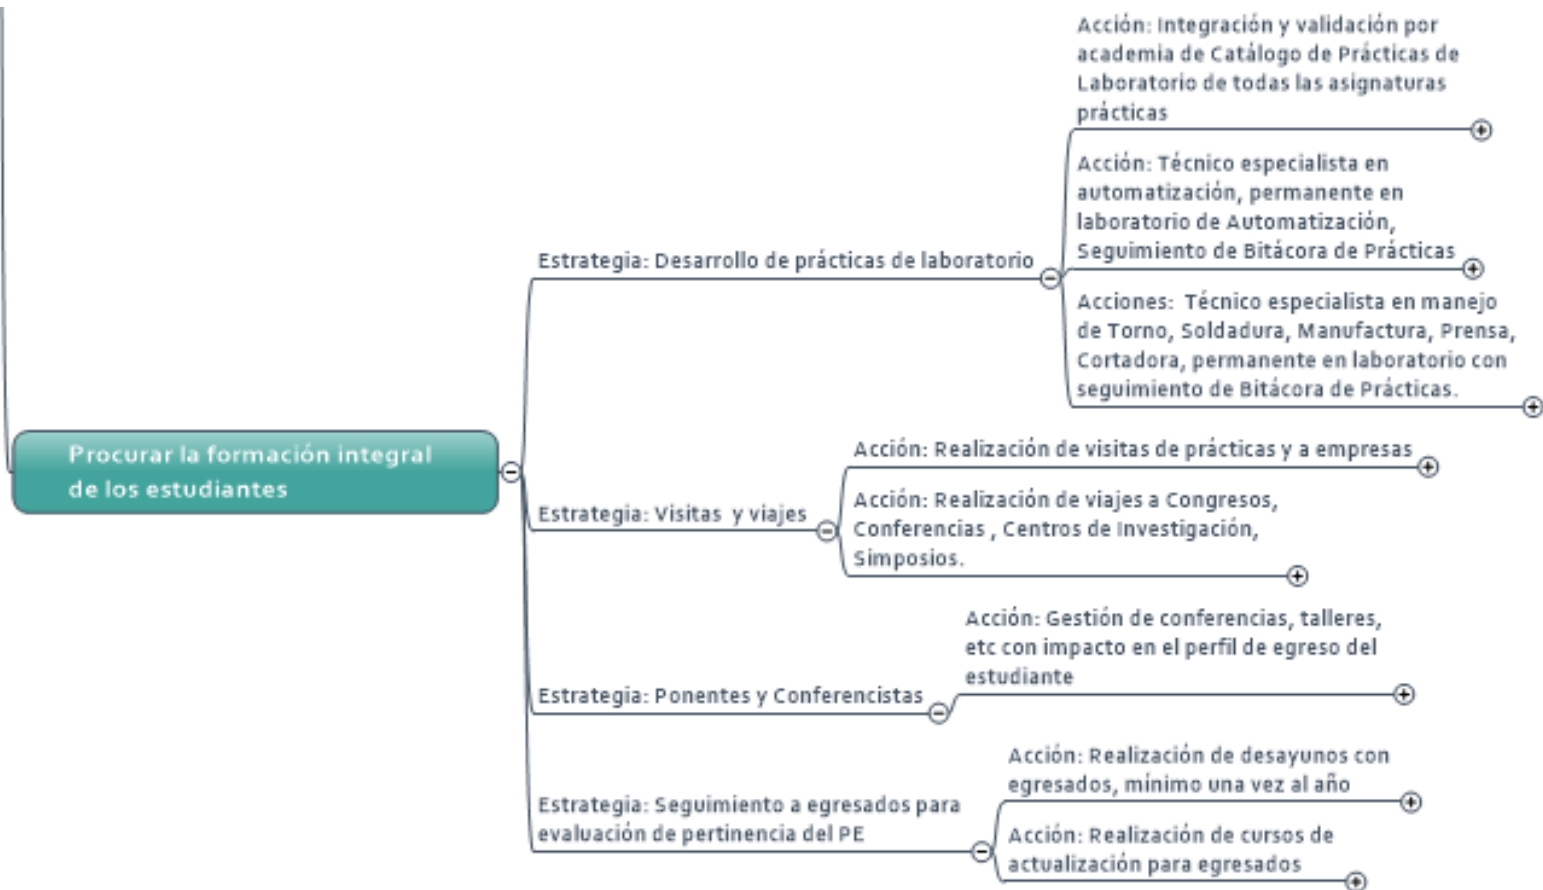 Procurar la formación integral
de los estudiantes
Estrategia: Desarrollo de prácticas de laboratorio
Acción: Integración y validación por
academia de Catálogo de Prácticas de
Laboratorio de todas las asignaturas
prácticas
Acción: Técnico especialista en
automatización, permanente en
laboratorio de Automatización,
Seguimiento de Bitácora de Prácticas
Acciones:  Técnico especialista en manejo
de Torno, Soldadura, Manufactura, Prensa,
Cortadora, permanente en laboratorio con
seguimiento de Bitácora de Prácticas.
Estrategia: Visitas  y viajes
Acción: Realización de visitas de prácticas y a empresas
Acción: Realización de viajes a Congresos,
Conferencias , Centros de Investigación,
Simposios.
Estrategia: Ponentes y Conferencistas
Acción: Gestión de conferencias, talleres,
etc con impacto en el perfil de egreso del
estudiante
Estrategia: Seguimiento a egresados para
evaluación de pertinencia del PE
Acción: Realización de desayunos con
egresados, mínimo una vez al año
Acción: Realización de cursos de
actualización para egresados